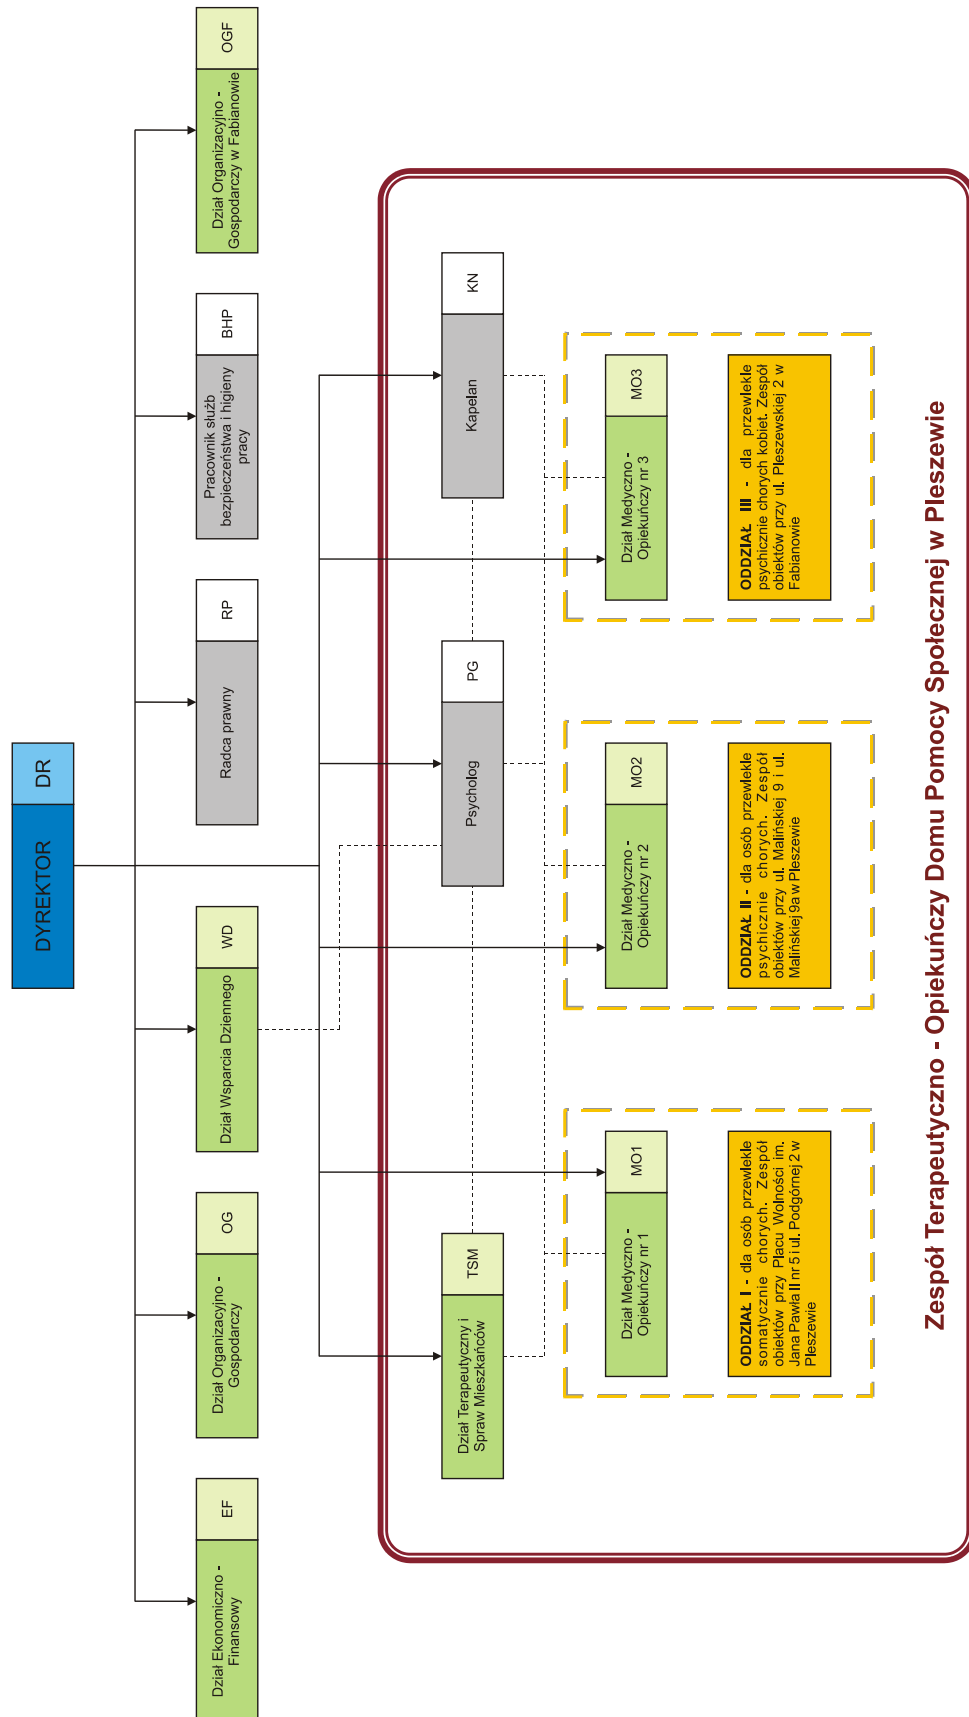 DYREKTOR
DR
Dział Ekonomiczno -
Finansowy
EF
Dział Organizacyjno -
Gospodarczy
OG
Dział Wsparcia Dziennego
WD
Radca prawny
RP
Pracownik służb
bezpieczeństwa i higieny
pracy
BHP
Dział Organizacyjno -
Gospodarczy w Fabianowie
OGF
Dział Terapeutyczny i
Spraw Mieszkańców
TSM
Psycholog
PG
Kapelan
KN
Dział Medyczno -
Opiekuńczy nr 1
MO1
Dział Medyczno -
Opiekuńczy nr 2
MO2
Dział Medyczno -
Opiekuńczy nr 3
MO3
ODDZIAŁ I - dla osób przewlekle
somatycznie chorych. Zespół
obiektów przy Placu Wolności im.
Jana Pawła II nr 5 i ul. Podgórnej 2 w
Pleszewie
ODDZIAŁ II - dla osób przewlekle
psychicznie chorych. Zespół
obiektów przy ul. Malińskiej 9 i ul.
Malińskiej 9a w Pleszewie
ODDZIAŁ III - dla przewlekle
psychicznie chorych kobiet. Zespół
obiektów przy ul. Pleszewskiej 2 w
Fabianowie
Zespół Terapeutyczno - Opiekuńczy Domu Pomocy Społecznej w Pleszewie